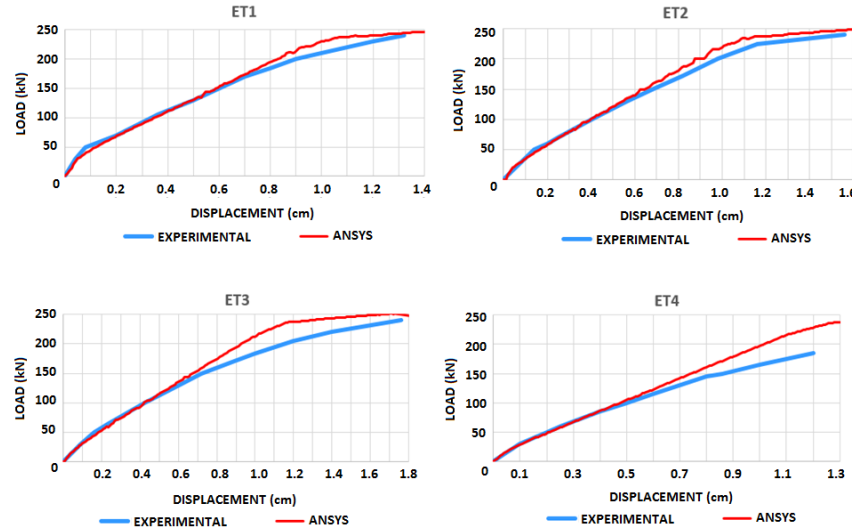 ET1
250
200
150
100
50
0
LOAD (kN)
0.2 0.4 0.6 0.8 1.0 1.2 1.4
DISPLACEMENT (cm)
EXPERIMENTAL ANSYS
ET2
250
200
150
100
50
0
LOAD (kN)
0.2 0.4 0.6 0.8 1.0 1.2 1.4 1.6
DISPLACEMENT (cm)
EXPERIMENTAL ANSYS
ET3
250
200
150
100
50
0
LOAD (kN)
0.2 0.4 0.6 0.8 1.0 1.2 1.4 1.6 1.8
DISPLACEMENT (cm)
EXPERIMENTAL ANSYS
ET4
250
200
150
100
50
0
LOAD (kN)
0.1 0.3 0.5 0.7 0.9 1.1 1.3
DISPLACEMENT (cm)
EXPERIMENTAL ANSYS